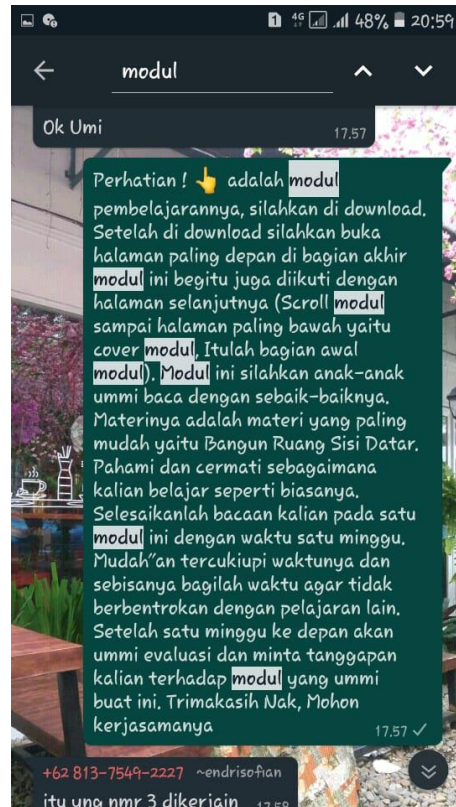 1 4G 48% 20:59
modul
Ok Umi
17.57
Perhatian ! 👆 adalah modul
pembelajarannya, silahkan di download.
Setelah di download silahkan buka
halaman paling depan di bagian akhir
modul ini begitu juga diikuti dengan
halaman selanjutnya (Scroll modul
sampai halaman paling bawah yaitu
cover modul, Itulah bagian awal
modul). Modul ini silahkan anak-anak
ummi baca dengan sebaik-baiknya.
Materinya adalah materi yang paling
mudah yaitu Bangun Ruang Sisi Datar.
Pahami dan cermati sebagaimana
kalian belajar seperti biasanya.
Selesaikanlah bacaan kalian pada satu
modul ini dengan waktu satu minggu.
Mudah"an tercukiupi waktunya dan
sebisanya bagilah waktu agar tidak
berbentrokan dengan pelajaran lain.
Setelah satu minggu ke depan akan
ummi evaluasi dan minta tanggapan
kalian terhadap modul yang ummi
buat ini. Trimakasih Nak, Mohon
kerjasamanya
17.57
+62 813-7549-2227 ~endrisofian
itu yng nmr 3 dikerjain 17.58